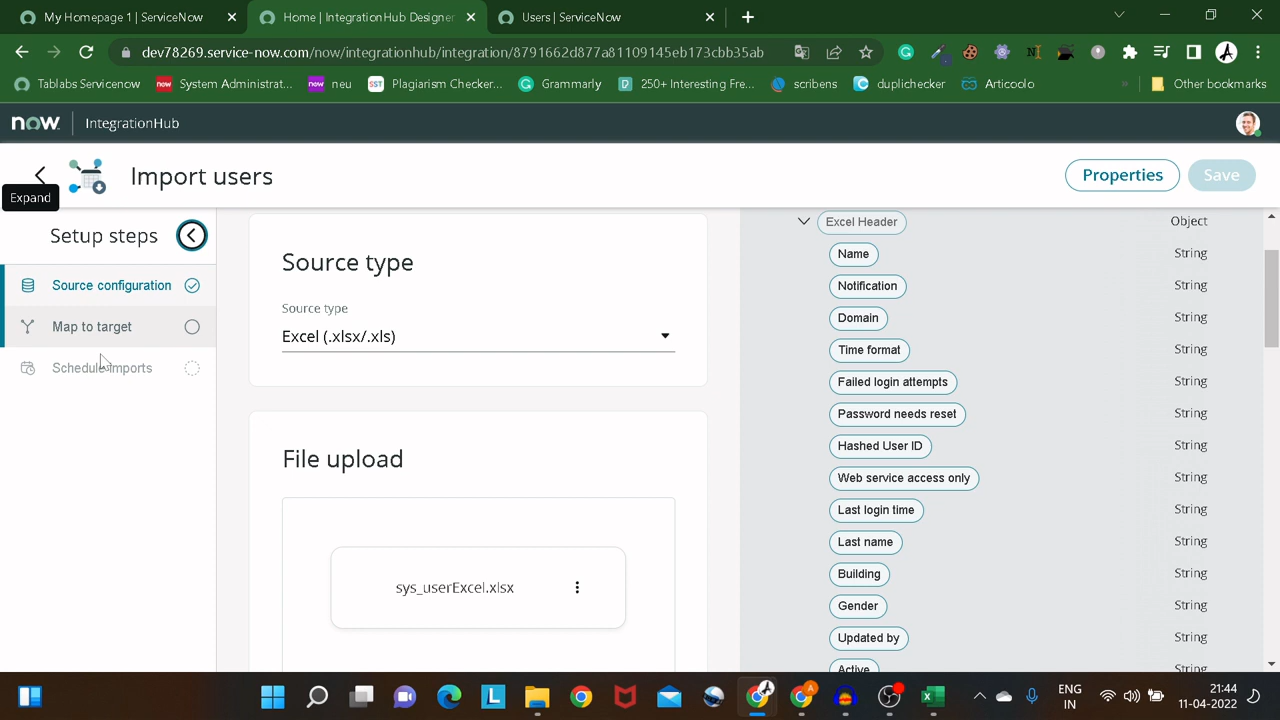 My Homepage 1 | ServiceNow
Home | IntegrationHub Designer
Users | ServiceNow
dev78269.service-now.com/now/integrationhub/integration/8791662d877a81109145eb173cbb35ab
Tablabs Servicenow
now
System Administrat...
now
neu
SST
Plagiarism Checker...
Grammarly
250+ Interesting Fre...
scribens
duplichecker
Articoolo
»
Other bookmarks
now
IntegrationHub
Import users
Properties
Save
Expand
Setup steps
Source configuration
Map to target
Schedule imports
Source type
Source type
Excel (.xlsx/.xls)
File upload
sys_userExcel.xlsx
Excel Header Object
Name String
Notification String
Domain String
Time format String
Failed login attempts String
Password needs reset String
Hashed User ID String
Web service access only String
Last login time String
Last name String
Building String
Gender String
Updated by String
Active String
ENG
IN
21:44
11-04-2022